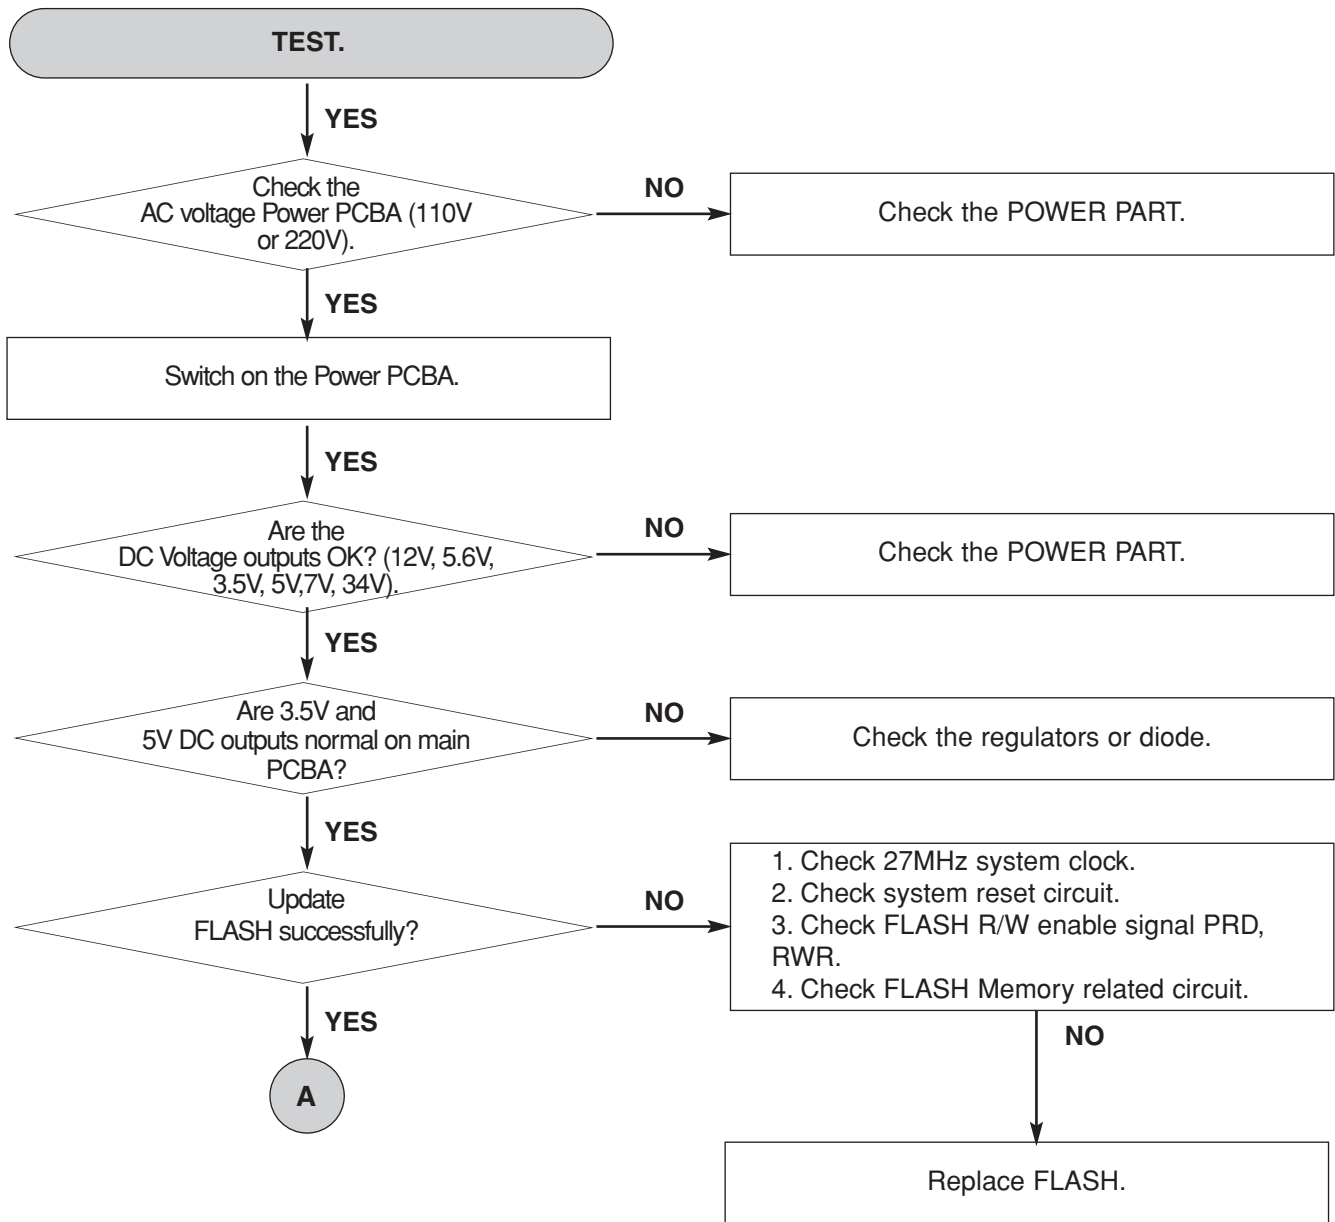 TEST.
YES
Check the
AC voltage Power PCBA (110V
or 220V).
NO
Check the POWER PART.
YES
Switch on the Power PCBA.
YES
Are the
DC Voltage outputs OK? (12V, 5.6V,
3.5V, 5V,7V, 34V).
NO
Check the POWER PART.
YES
Are 3.5V and
5V DC outputs normal on main
PCBA?
NO
Check the regulators or diode.
YES
Update
FLASH successfully?
NO
1. Check 27MHz system clock.
2. Check system reset circuit.
3. Check FLASH R/W enable signal PRD,
RWR.
4. Check FLASH Memory related circuit.
YES
A
NO
Replace FLASH.